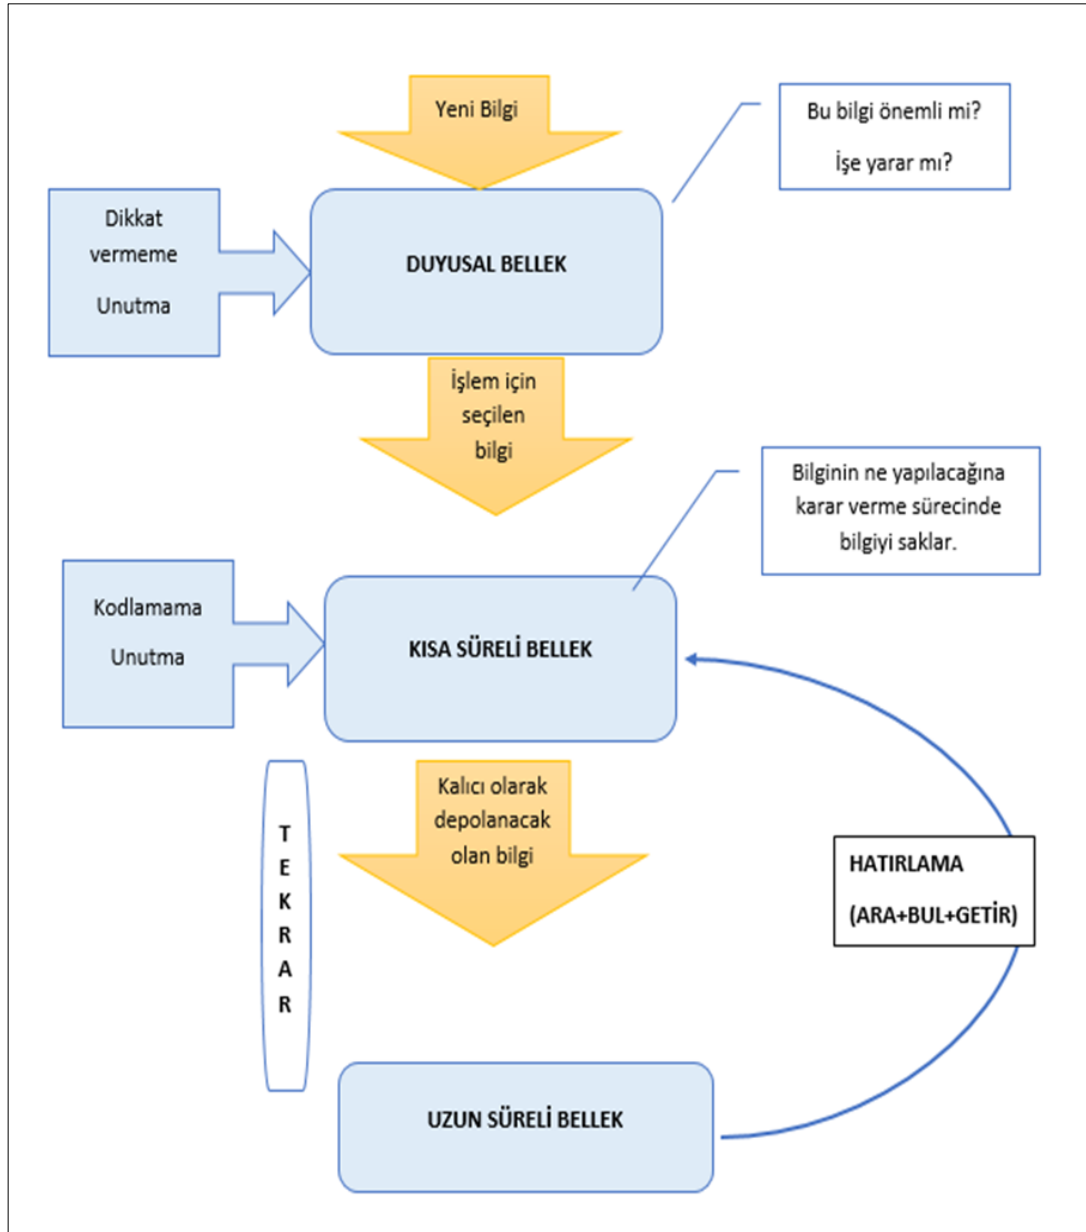 Yeni Bilgi
Bu bilgi önemli mi?
İşe yarar mı?
Dikkat
vermeme
Unutma
DUYUSAL BELLEK
İşlem için
seçilen
bilgi
Bilginin ne yapılacağına
karar verme sürecinde
bilgiyi saklar.
Kodlamama
Unutma
KISA SÜRELİ BELLEK
Kalıcı olarak
depolanacak
olan bilgi
T
E
K
R
A
R
HATIRLAMA
(ARA+BUL+GETİR)
UZUN SÜRELİ BELLEK